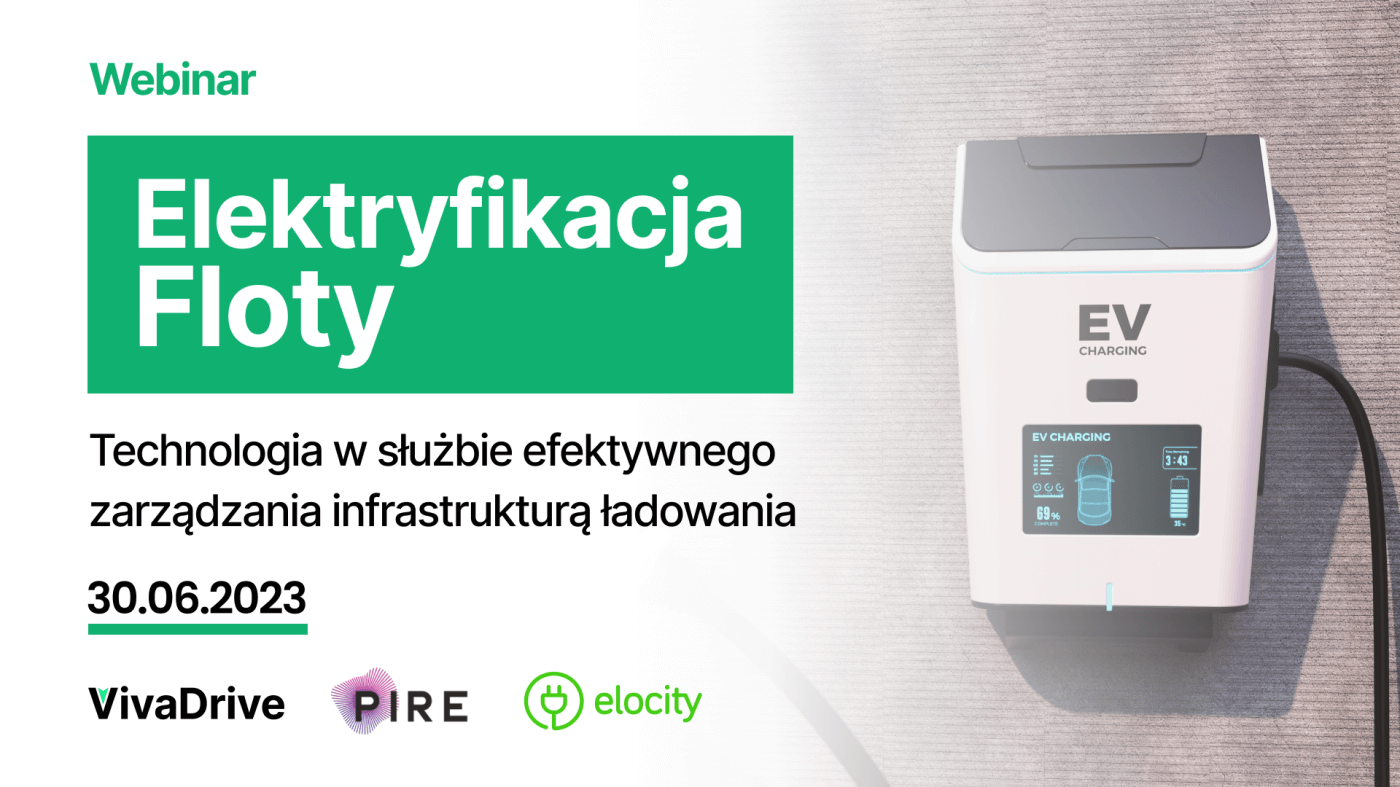 Webinar
Elektryfikacja
Floty
Technologia w służbie efektywnego
zarządzania infrastrukturą ładowania
30.06.2023
VivaDrive
PIRE
elocity
EV
CHARGING
EV CHARGING
3:43
69%
COMPLETE